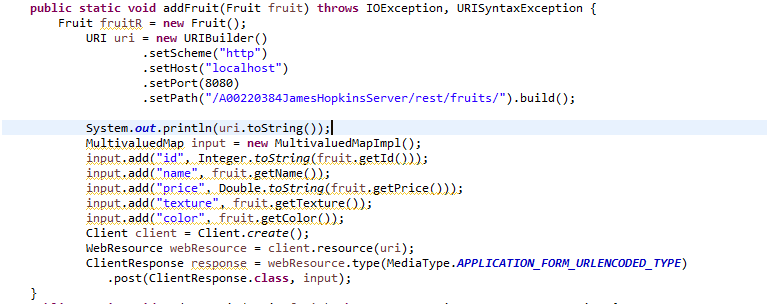 public static void addFruit(Fruit fruit) throws IOException, URISyntaxException {
Fruit fruitR = new Fruit();
URI uri = new URIBuilder()
.setScheme("http")
.setHost("localhost")
.setPort(8080)
.setPath("/A00220384JamesHopkinsServer/rest/fruits/").build();
System.out.println(uri.toString());
MultivaluedMap input = new MultivaluedMapImpl();
input.add("id", Integer.toString(fruit.getId()));
input.add("name", fruit.getName());
input.add("price", Double.toString(fruit.getPrice()));
input.add("texture", fruit.getTexture());
input.add("color", fruit.getColor());
Client client = Client.create();
WebResource webResource = client.resource(uri);
ClientResponse response = webResource.type(MediaType.APPLICATION_FORM_URLENCODED_TYPE)
.post(ClientResponse.class, input);
}